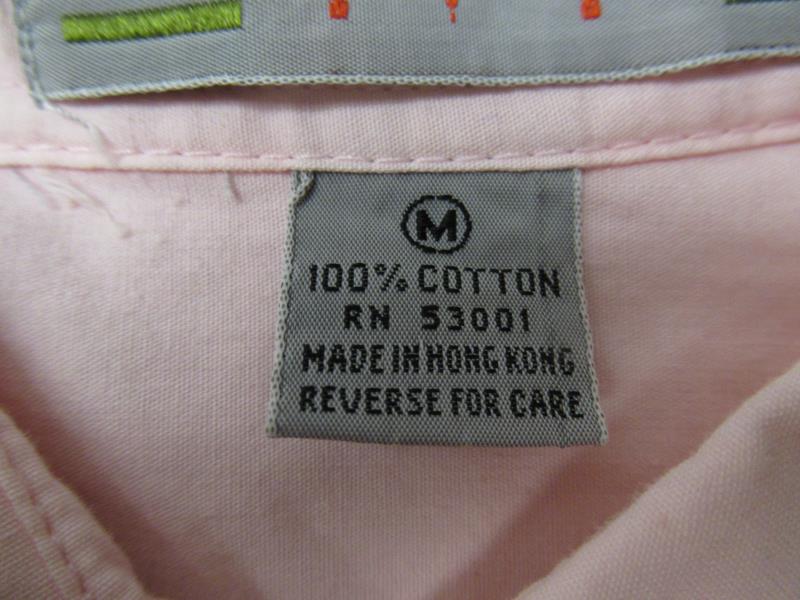 M
100% COTTON
RN 53001
MADE IN HONG KONG
REVERSE FOR CARE